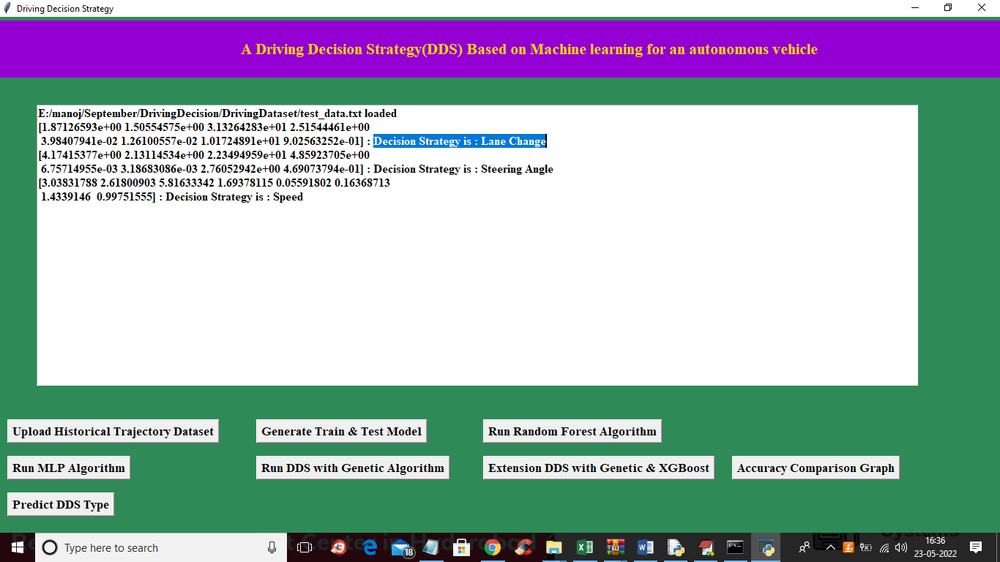 Driving Decision Strategy
A Driving Decision Strategy(DDS) Based on Machine learning for an autonomous vehicle
E:/manoj/September/DrivingDecision/DrivingDataset/test_data.txt loaded
[1.87126593e+00 1.50554575e+00 3.13264283e+01 2.51544461e+00
3.98407941e-02 1.26100557e-02 1.01724891e+01 9.02563252e-01] : Decision Strategy is : Lane Change
[4.17415377e+00 2.13114534e+00 2.23494959e+01 4.85923705e+00
6.75714955e-03 3.18683086e-03 2.76052942e+00 4.69073794e-01] : Decision Strategy is : Steering Angle
[3.03831788 2.61800903 5.81633342 1.69378115 0.05591802 0.16368713
1.4339146  0.99751555] : Decision Strategy is : Speed
Upload Historical Trajectory Dataset
Generate Train & Test Model
Run Random Forest Algorithm
Run MLP Algorithm
Run DDS with Genetic Algorithm
Extension DDS with Genetic & XGBoost
Accuracy Comparison Graph
Predict DDS Type
Type here to search
18
16:36
23-05-2022